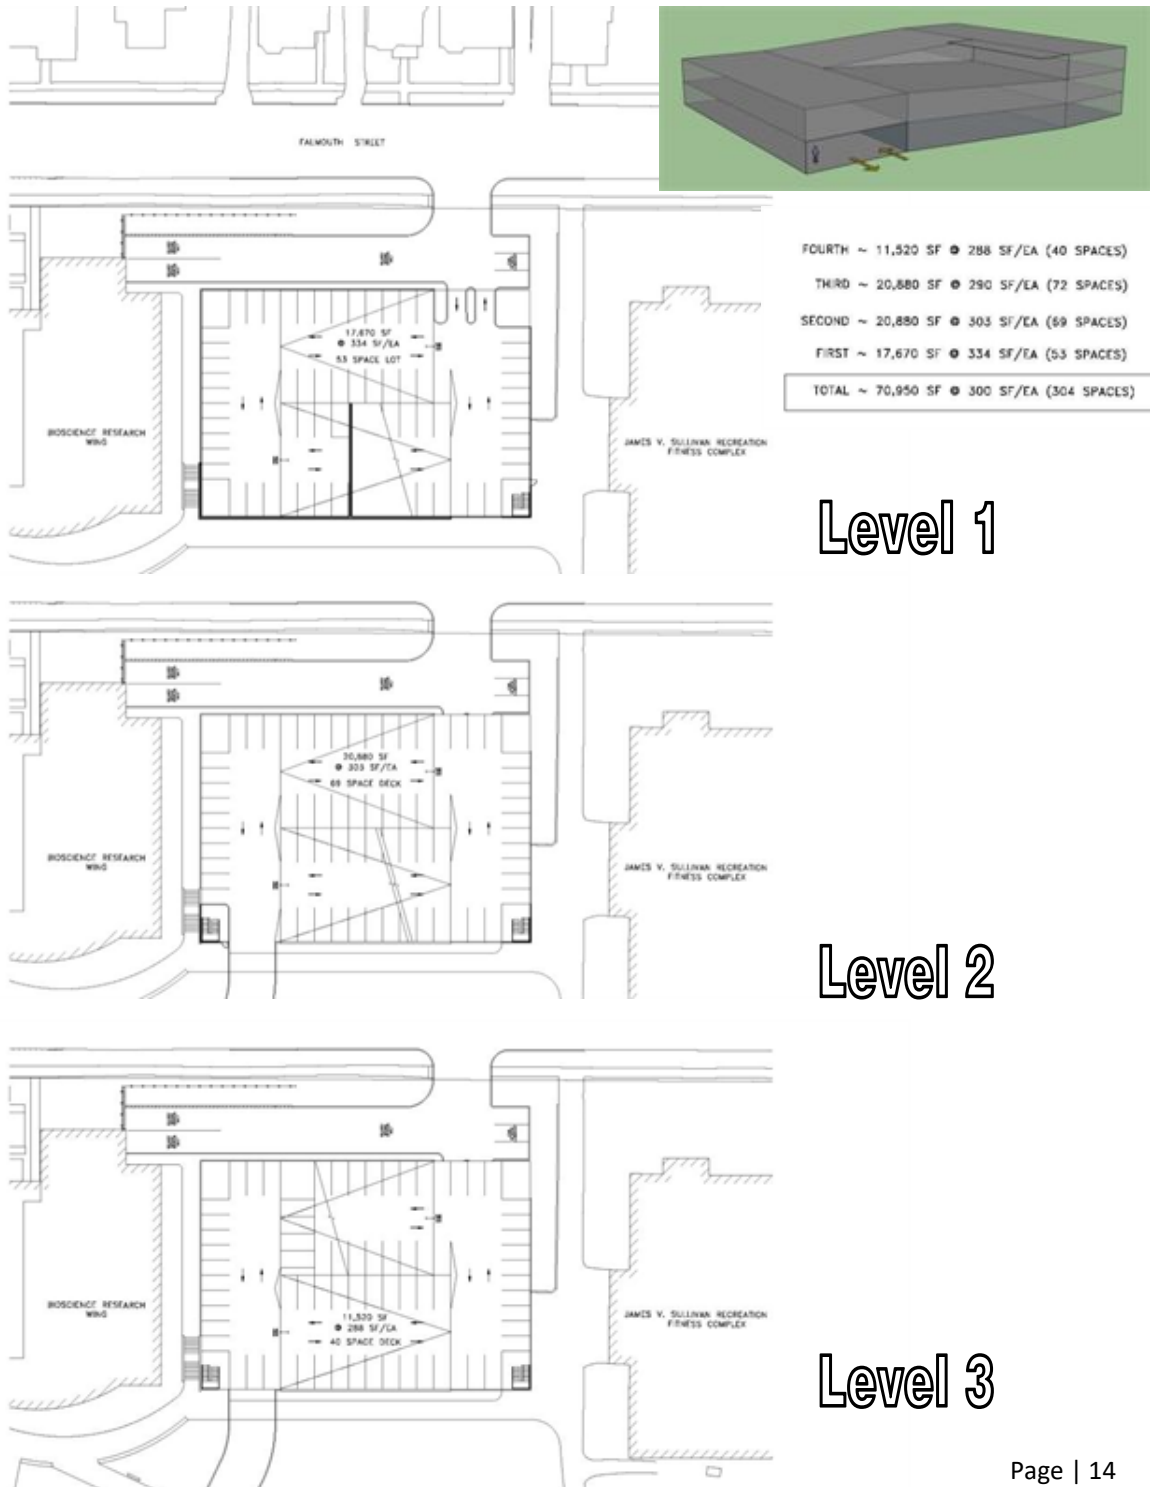 FALMOUTH STREET
FOURTH ~ 11,520 SF @ 288 SF/EA (40 SPACES)
THIRD ~ 20,880 SF @ 290 SF/EA (72 SPACES)
SECOND ~ 20,880 SF @ 303 SF/EA (69 SPACES)
FIRST ~ 17,670 SF @ 334 SF/EA (53 SPACES)
TOTAL ~ 70,950 SF @ 300 SF/EA (304 SPACES)
17,670 SF
@ 334 SF/EA
53 SPACE LOT
BIOSCIENCE RESEARCH
WING
JAMES V. SULLIVAN RECREATION
FITNESS COMPLEX
Level 1
20,880 SF
@ 303 SF/EA
69 SPACE DECK
BIOSCIENCE RESEARCH
WING
JAMES V. SULLIVAN RECREATION
FITNESS COMPLEX
Level 2
BIOSCIENCE RESEARCH
WING
11,520 SF
@ 288 SF/EA
40 SPACE DECK
JAMES V. SULLIVAN RECREATION
FITNESS COMPLEX
Level 3
Page | 14